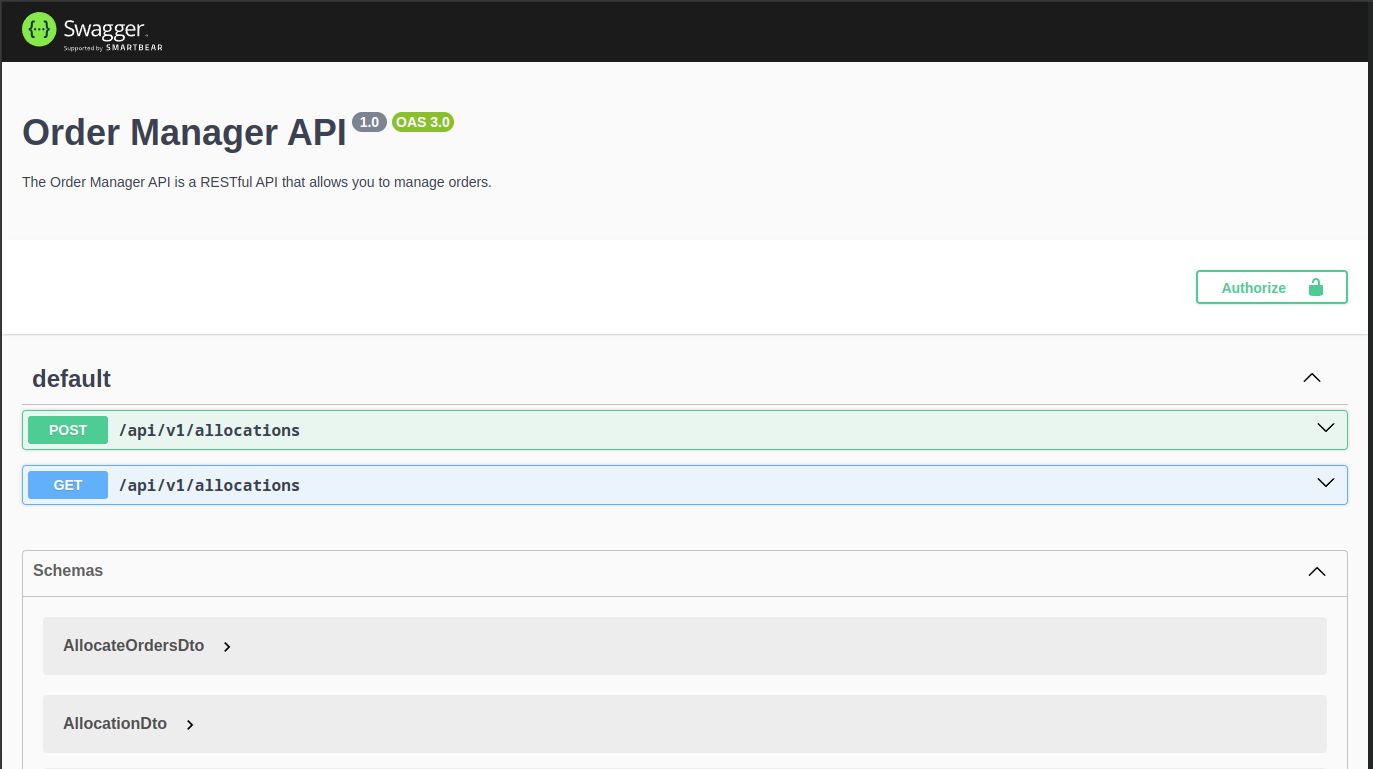 Swagger
Supported by SMARTBEAR
Order Manager API 1.0 OAS 3.0
The Order Manager API is a RESTful API that allows you to manage orders.
Authorize
default
POST /api/v1/allocations
GET /api/v1/allocations
Schemas
AllocateOrdersDto
AllocationDto